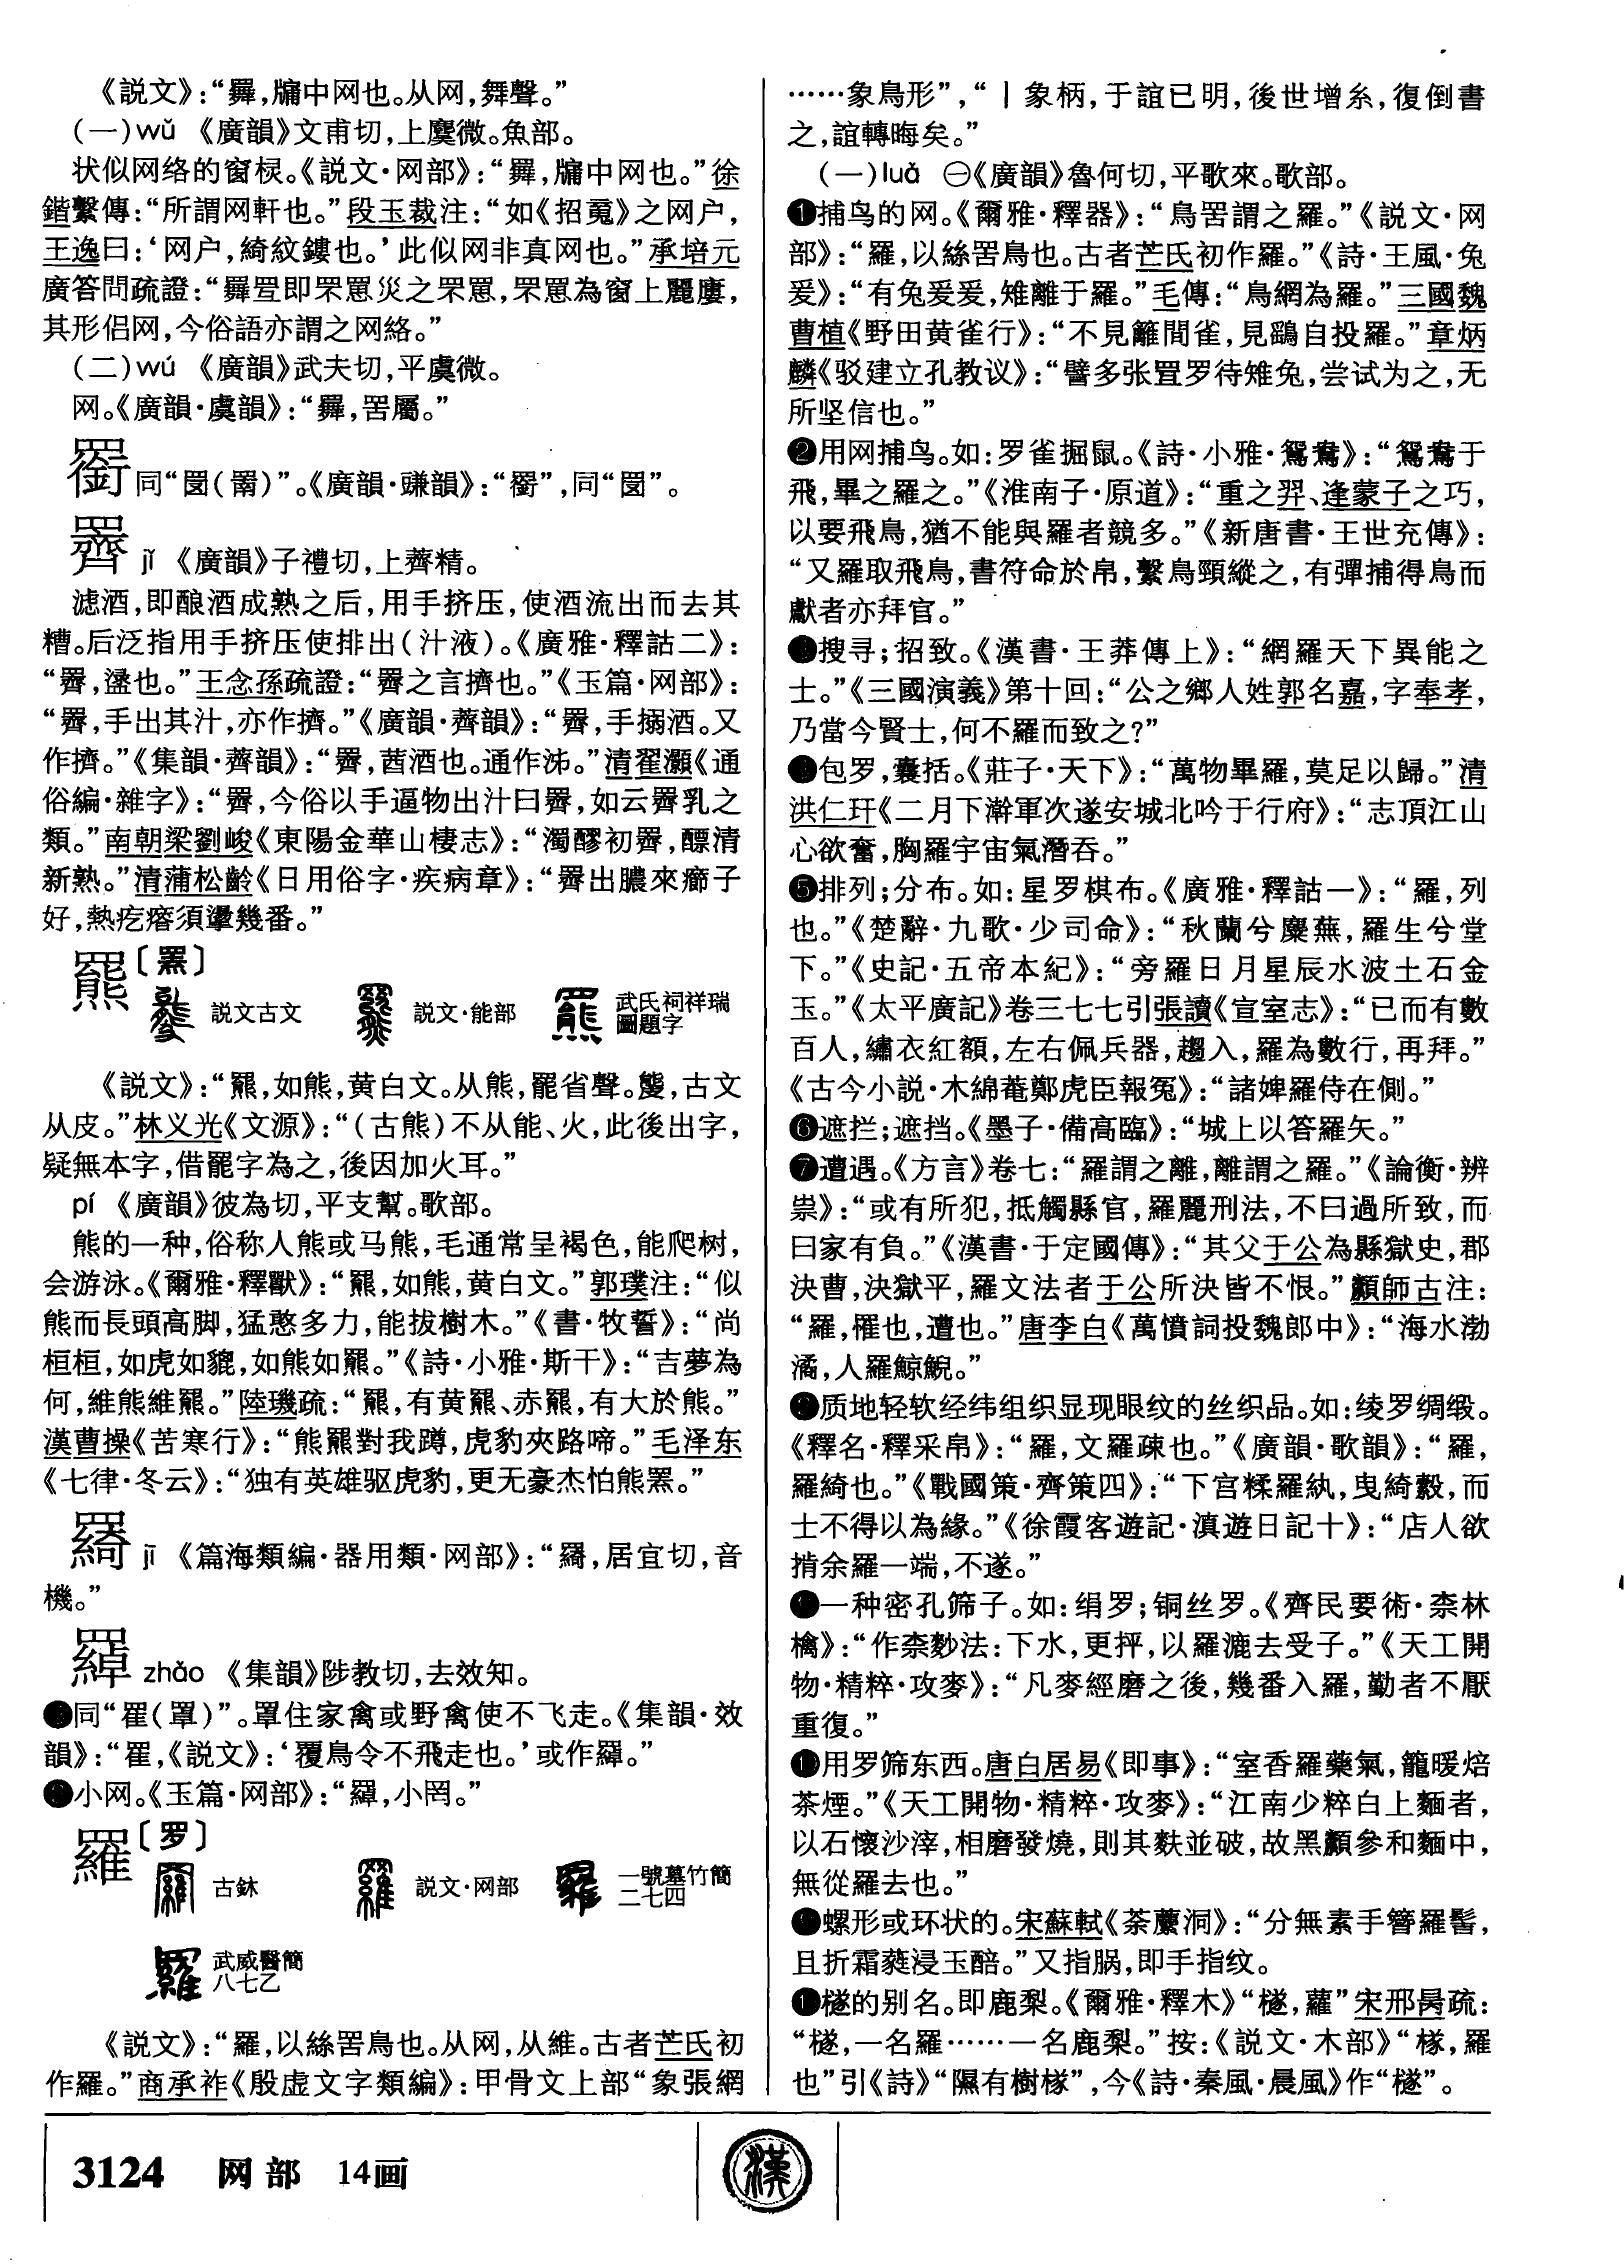 《説文》：“𦌬，牖中网也。从网，舞聲。”
（一）wǔ 《廣韻》文甫切，上麌微。魚部。
状似网络的窗棂。《説文·网部》：“𦌬，牖中网也。”徐
鍇繫傳：“所謂网軒也。”段玉裁注：“如《招䰟》之网户，
王逸曰：‘网户，綺紋鏤也。’此似网非真网也。”承培元
廣答問疏證：“𦌬罣即罘罳災之罘罳，罘罳為窗上麗廔，
其形侣网，今俗語亦謂之网絡。”
（二）wú 《廣韻》武夫切，平虞微。
网。《廣韻·虞韻》：“𦌬，罟屬。”
同“（罱）”。《廣韻·豏韻》：“”，同“”。
jǐ 《廣韻》子禮切，上薺精。
滤酒，即酿酒成熟之后，用手挤压，使酒流出而去其
糟。后泛指用手挤压使排出（汁液）。《廣雅·釋詁二》：
“，盪也。”王念孫疏證：“之言擠也。”《玉篇·网部》：
“，手出其汁，亦作擠。”《廣韻·薺韻》：“，手搦酒。又
作擠。”《集韻·薺韻》：“，莤酒也。通作泲。”清翟灝《通
俗編·雜字》：“，今俗以手逼物出汁曰，如云乳之
類。”南朝梁劉峻《東陽金華山棲志》：“濁醪初，醥清
新熟。”清蒲松齡《日用俗字·疾病章》：“出膿來癤子
好，熱疙瘩須幾番。”
羆〔罴〕
説文古文 説文·能部 武氏祠祥瑞
圖題字
《説文》：“羆，如熊，黄白文。从熊，罷省聲。，古文
从皮。”林义光《文源》：“（古熊）不从能、火，此後出字，
疑無本字，借罷字為之，後因加火耳。”
pí 《廣韻》彼為切，平支幫。歌部。
熊的一种，俗称人熊或马熊，毛通常呈褐色，能爬树，
会游泳。《爾雅·釋獸》：“羆，如熊，黄白文。”郭璞注：“似
熊而長頭高脚，猛憨多力，能拔樹木。”《書·牧誓》：“尚
桓桓，如虎如貔，如熊如羆。”《詩·小雅·斯干》：“吉夢為
何，維熊維羆。”陸璣疏：“羆，有黄羆、赤羆，有大於熊。”
漢曹操《苦寒行》：“熊羆對我蹲，虎豹夾路啼。”毛泽东
《七律·冬云》：“独有英雄驱虎豹，更无豪杰怕熊罴。”
jī 《篇海類編·器用類·网部》：“，居宜切，音
機。”
zhǎo 《集韻》陟教切，去效知。
同“䍜（罩）”。罩住家禽或野禽使不飞走。《集韻·效
韻》：“䍜，《説文》：‘覆鳥令不飛走也。’或作。”
小网。《玉篇·网部》：“，小罔。”
羅〔罗〕
古鉢 説文·网部 一號墓竹簡
二七四
武威醫簡
八七乙
《説文》：“羅，以絲罟鳥也。从网，从維。古者芒氏初
作羅。”商承祚《殷虚文字類編》：甲骨文上部“象張網
……象鳥形”，“丨象柄，于誼已明，後世增糸，復倒書
之，誼轉晦矣。”
（一）luǎ ㊀《廣韻》魯何切，平歌來。歌部。
❶捕鸟的网。《爾雅·釋器》：“鳥罟謂之羅。”《説文·网
部》：“羅，以絲罟鳥也。古者芒氏初作羅。”《詩·王風·兔
爰》：“有兔爰爰，雉離于羅。”毛傳：“鳥網為羅。”三國魏
曹植《野田黄雀行》：“不見籬間雀，見鷂自投羅。”章炳
麟《驳建立孔教议》：“譬多张罝罗待雉兔，尝试为之，无
所坚信也。”
❷用网捕鸟。如：罗雀掘鼠。《詩·小雅·鴛鴦》：“鴛鴦于
飛，畢之羅之。”《淮南子·原道》：“重之羿、逢蒙子之巧，
以要飛鳥，猶不能與羅者競多。”《新唐書·王世充傳》：
“又羅取飛鳥，書符命於帛，繫鳥頸縱之，有彈捕得鳥而
獻者亦拜官。”
搜寻；招致。《漢書·王莽傳上》：“網羅天下異能之
士。”《三國演義》第十回：“公之鄉人姓郭名嘉，字奉孝，
乃當今賢士，何不羅而致之？”
包罗，囊括。《莊子·天下》：“萬物畢羅，莫足以歸。”清
洪仁玕《二月下澣軍次遂安城北吟于行府》：“志頂江山
心欲奮，胸羅宇宙氣潛吞。”
❺排列；分布。如：星罗棋布。《廣雅·釋詁一》：“羅，列
也。”《楚辭·九歌·少司命》：“秋蘭兮麋蕪，羅生兮堂
下。”《史記·五帝本紀》：“旁羅日月星辰水波土石金
玉。”《太平廣記》卷三七七引張讀《宣室志》：“已而有數
百人，繡衣紅額，左右佩兵器，趨入，羅為數行，再拜。”
《古今小説·木綿菴鄭虎臣報冤》：“諸婢羅侍在側。”
❻遮拦；遮挡。《墨子·備高臨》：“城上以答羅矢。”
❼遭遇。《方言》卷七：“羅謂之離，離謂之羅。”《論衡·辨
祟》：“或有所犯，抵觸縣官，羅麗刑法，不曰過所致，而
曰家有負。”《漢書·于定國傳》：“其父于公為縣獄史，郡
決曹，決獄平，羅文法者于公所決皆不恨。”顏師古注：
“羅，罹也，遭也。”唐李白《萬憤詞投魏郎中》：“海水渤
潏，人羅鯨鯢。”
质地轻软经纬组织显现眼纹的丝织品。如：绫罗绸缎。
《釋名·釋采帛》：“羅，文羅疎也。”《廣韻·歌韻》：“羅，
羅綺也。”《戰國策·齊策四》：“下宫糅羅紈，曳綺縠，而
士不得以為緣。”《徐霞客遊記·滇遊日記十》：“店人欲
掯余羅一端，不遂。”
一种密孔筛子。如：绢罗；铜丝罗。《齊民要術·柰林
檎》：“作柰麨法：下水，更抨，以羅漉去受子。”《天工開
物·精粹·攻麥》：“凡麥經磨之後，幾番入羅，勤者不厭
重復。”
用罗筛东西。唐白居易《即事》：“室香羅藥氣，籠暖焙
茶煙。”《天工開物·精粹·攻麥》：“江南少粹白上麵者，
以石懷沙滓，相磨發燒，則其麩並破，故黑顏參和麵中，
無從羅去也。”
螺形或环状的。宋蘇軾《荼蘼洞》：“分無素手簪羅髻，
且折霜蕤浸玉醅。”又指脶，即手指纹。
檖的别名。即鹿梨。《爾雅·釋木》“檖，蘿”宋邢昺疏：
“檖，一名羅……一名鹿梨。”按：《説文·木部》“㰆，羅
也”引《詩》“隰有樹㰆”，今《詩·秦風·晨風》作“檖”。
3124 网部 14画
漢